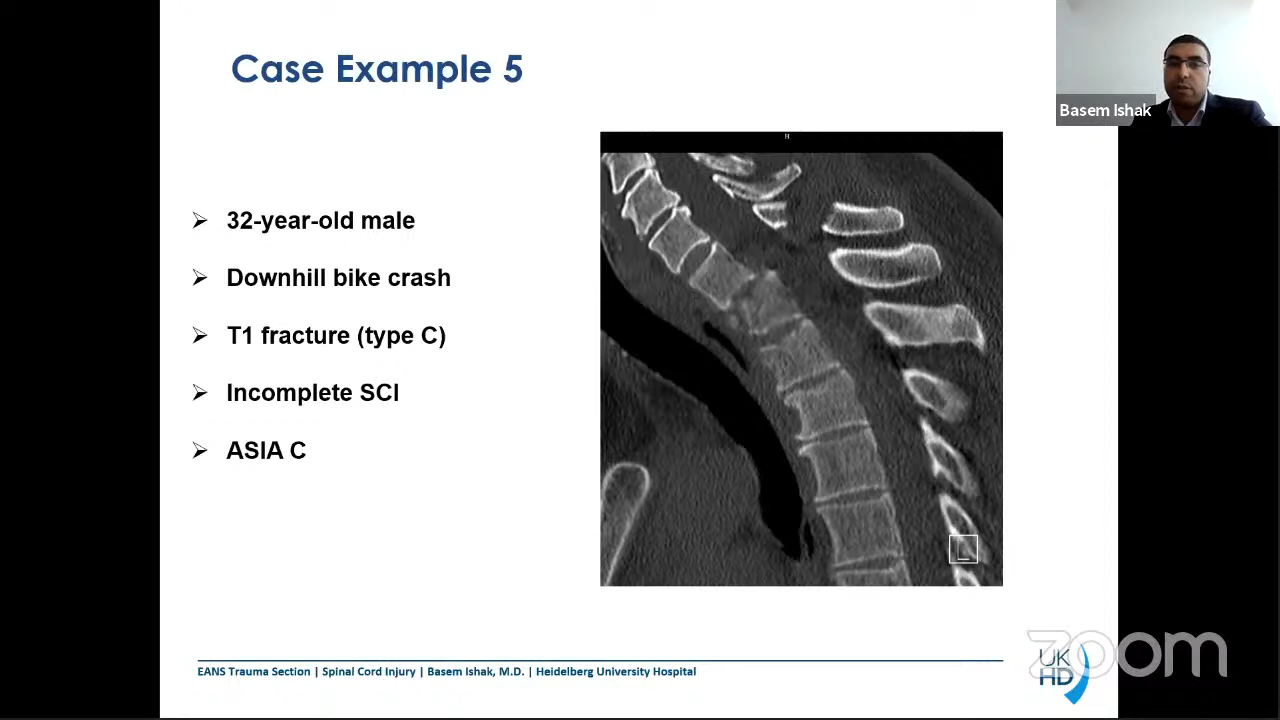 Case Example 5
Basem Ishak
H
32-year-old male
Downhill bike crash
T1 fracture (type C)
Incomplete SCI
ASIA C
L
EANS Trauma Section | Spinal Cord Injury | Basem Ishak, M.D. | Heidelberg University Hospital
UK
HD
zoom